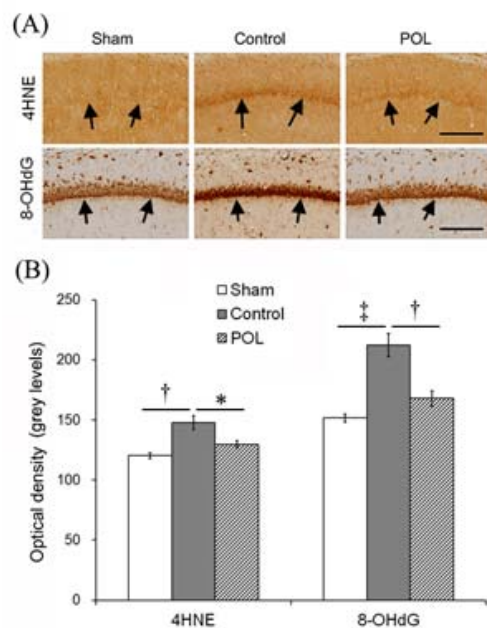 (A)
Sham Control POL
4HNE
8-OHdG
(B)
Optical density (grey levels)
250
200
150
100
50
0
Sham
Control
POL
† *
‡ †
4HNE 8-OHdG